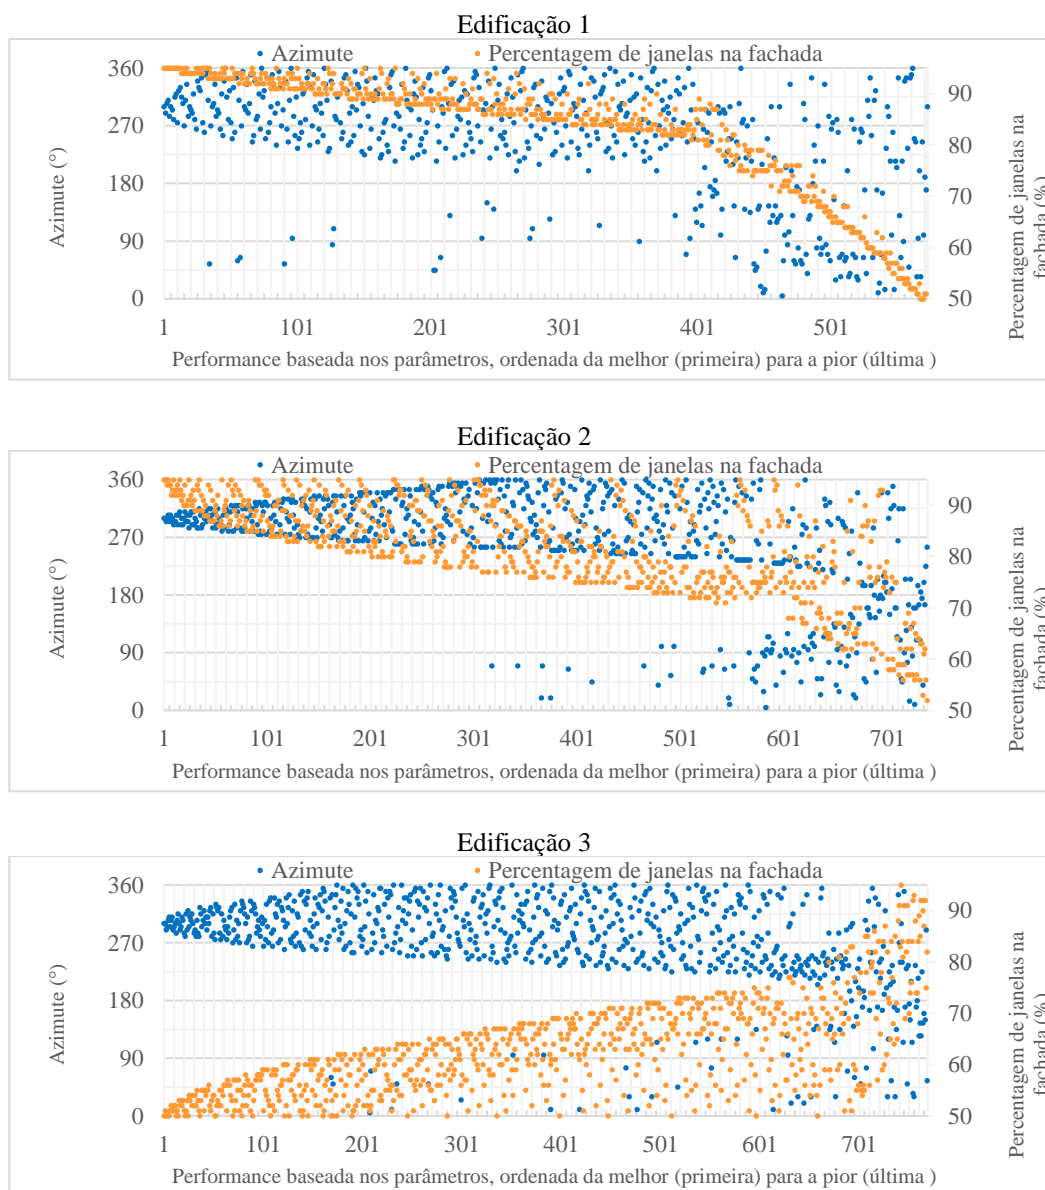 Edificação 1
Azimute
Percentagem de janelas na fachada
360
270
180
90
0
Azimute (°)
90
80
70
60
50
Percentagem de janelas na
fachada (%)
1
101
201
301
401
501
Performance baseada nos parâmetros, ordenada da melhor (primeira) para a pior (última )
Edificação 2
Azimute
Percentagem de janelas na fachada
360
270
180
90
0
Azimute (°)
90
80
70
60
50
Percentagem de janelas na
fachada (%)
1
101
201
301
401
501
601
701
Performance baseada nos parâmetros, ordenada da melhor (primeira) para a pior (última )
Edificação 3
Azimute
Percentagem de janelas na fachada
360
270
180
90
0
Azimute (°)
90
80
70
60
50
Percentagem de janelas na
fachada (%)
1
101
201
301
401
501
601
701
Performance baseada nos parâmetros, ordenada da melhor (primeira) para a pior (última )